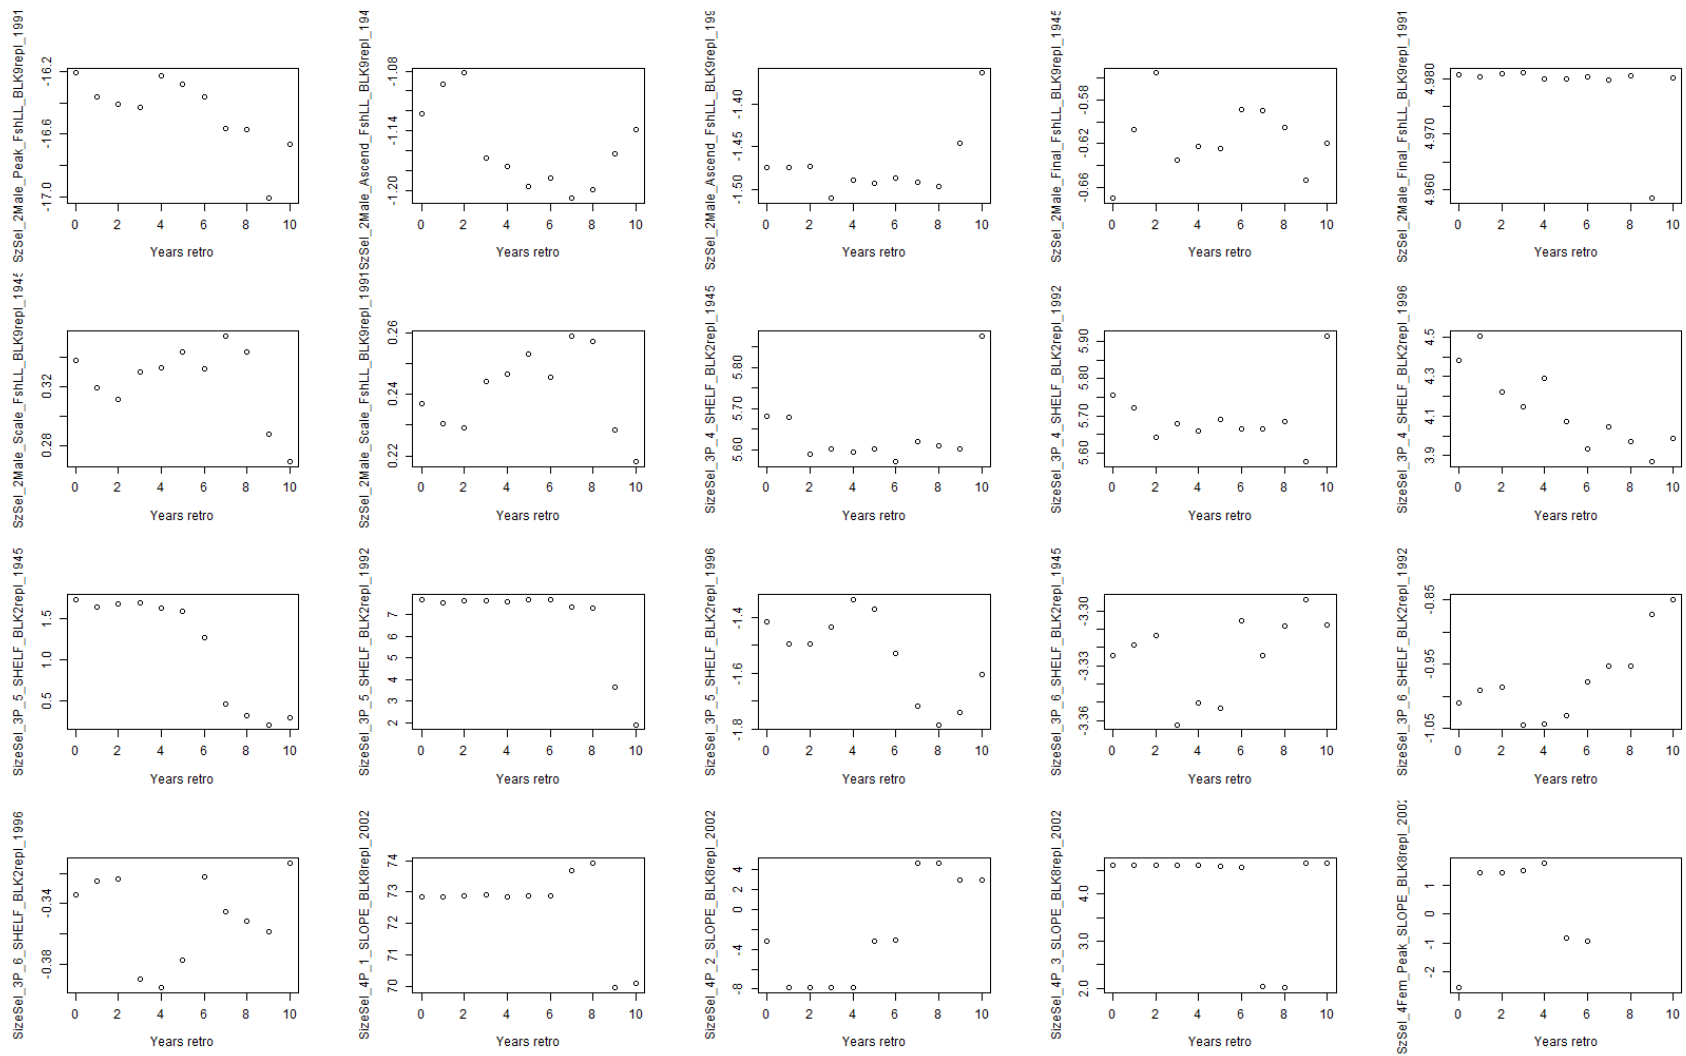 SzSel_2Male_Peak_FshLL_BLK9repl_1991
-16.2
-16.6
-17.0
0 2 4 6 8 10
Years retro
SzSel_2Male_Ascend_FshLL_BLK9repl_194
-1.08
-1.14
-1.20
0 2 4 6 8 10
Years retro
SzSel_2Male_Ascend_FshLL_BLK9repl_199
-1.40
-1.45
-1.50
0 2 4 6 8 10
Years retro
SzSel_2Male_Final_FshLL_BLK9repl_1945
-0.58
-0.62
-0.66
0 2 4 6 8 10
Years retro
SzSel_2Male_Final_FshLL_BLK9repl_1991
4.980
4.970
4.960
0 2 4 6 8 10
Years retro
SzSel_2Male_Scale_FshLL_BLK9repl_1945
0.32
0.28
0 2 4 6 8 10
Years retro
SzSel_2Male_Scale_FshLL_BLK9repl_1991
0.26
0.24
0.22
0 2 4 6 8 10
Years retro
SizeSel_3P_4_SHELF_BLK2repl_1945
5.80
5.70
5.60
0 2 4 6 8 10
Years retro
SizeSel_3P_4_SHELF_BLK2repl_1992
5.90
5.80
5.70
5.60
0 2 4 6 8 10
Years retro
SizeSel_3P_4_SHELF_BLK2repl_1996
4.5
4.3
4.1
3.9
0 2 4 6 8 10
Years retro
SizeSel_3P_5_SHELF_BLK2repl_1945
1.5
1.0
0.5
0 2 4 6 8 10
Years retro
SizeSel_3P_5_SHELF_BLK2repl_1992
7
6
5
4
3
2
0 2 4 6 8 10
Years retro
SizeSel_3P_5_SHELF_BLK2repl_1996
-1.4
-1.6
-1.8
0 2 4 6 8 10
Years retro
SizeSel_3P_6_SHELF_BLK2repl_1945
-3.30
-3.33
-3.36
0 2 4 6 8 10
Years retro
SizeSel_3P_6_SHELF_BLK2repl_1992
-0.85
-0.95
-1.05
0 2 4 6 8 10
Years retro
SizeSel_3P_6_SHELF_BLK2repl_1996
-0.34
-0.38
0 2 4 6 8 10
Years retro
SizeSel_4P_1_SLOPE_BLK8repl_2002
74
73
72
71
70
0 2 4 6 8 10
Years retro
SizeSel_4P_2_SLOPE_BLK8repl_2002
4
2
0
-4
-8
0 2 4 6 8 10
Years retro
SizeSel_4P_3_SLOPE_BLK8repl_2002
4.0
3.0
2.0
0 2 4 6 8 10
Years retro
SzSel_4Fem_Peak_SLOPE_BLK8repl_2002
1
0
-1
-2
0 2 4 6 8 10
Years retro